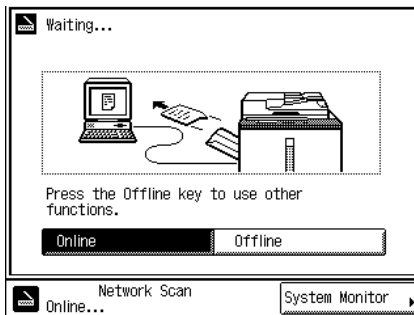 Waiting...
Press the Offline key to use other
functions.
Online
Offline
Network Scan
Online...
System Monitor